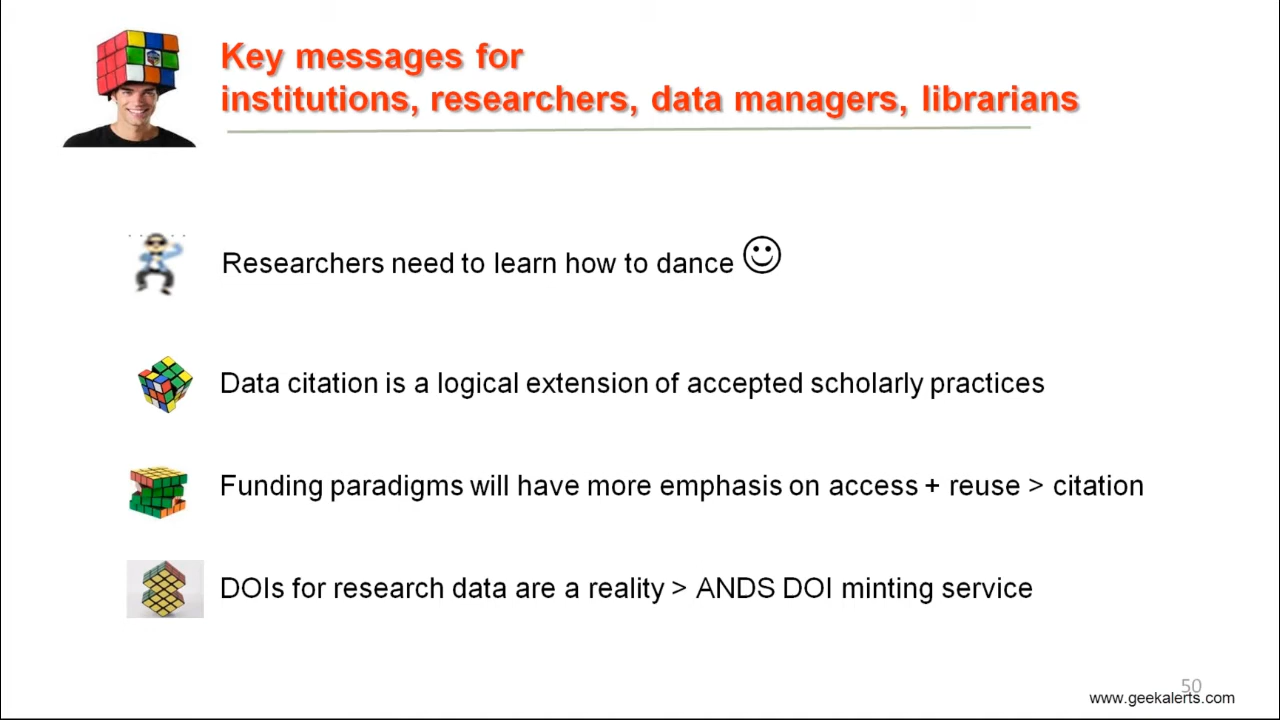 Key messages for
institutions, researchers, data managers, librarians
Researchers need to learn how to dance ☺
Data citation is a logical extension of accepted scholarly practices
Funding paradigms will have more emphasis on access + reuse > citation
DOIs for research data are a reality > ANDS DOI minting service
50
www.geekalerts.com